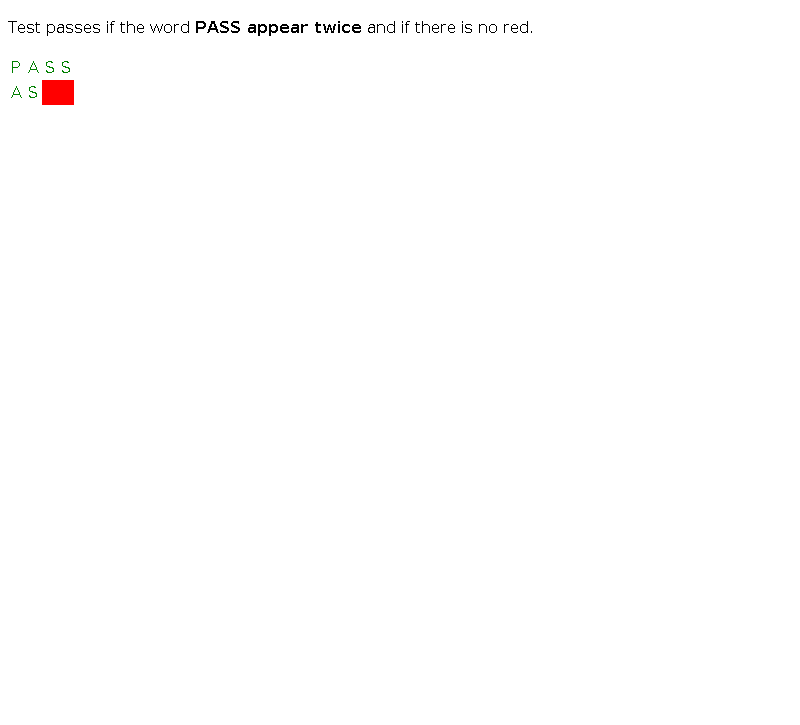 Test passes if the word PASS appear twice and if there is no red.
P A S S
A S